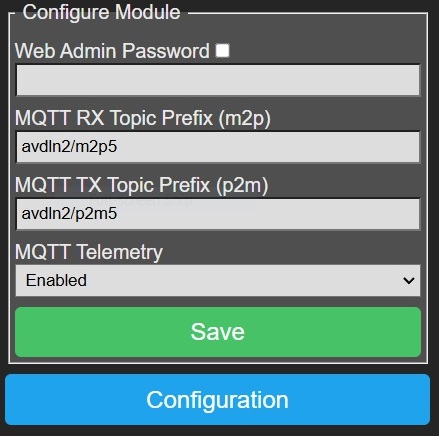 Configure Module
Web Admin Password
MQTT RX Topic Prefix (m2p)
avdln2/m2p5
MQTT TX Topic Prefix (p2m)
avdln2/p2m5
MQTT Telemetry
Enabled
Save
Configuration